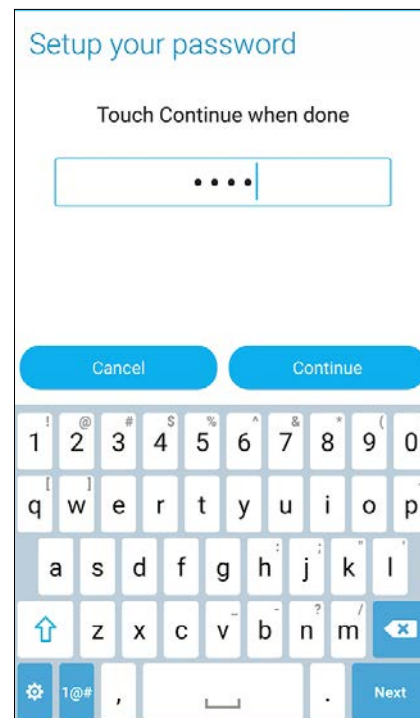 Setup your password
Touch Continue when done
••••
Cancel Continue
! @ # $ % ^ & * (
1 2 3 4 5 6 7 8 9 0
[ ]
q w e r t y u i o p
: ; " '
a s d f g h j k l
_ - ? /
z x c v b n m
1@# , . Next